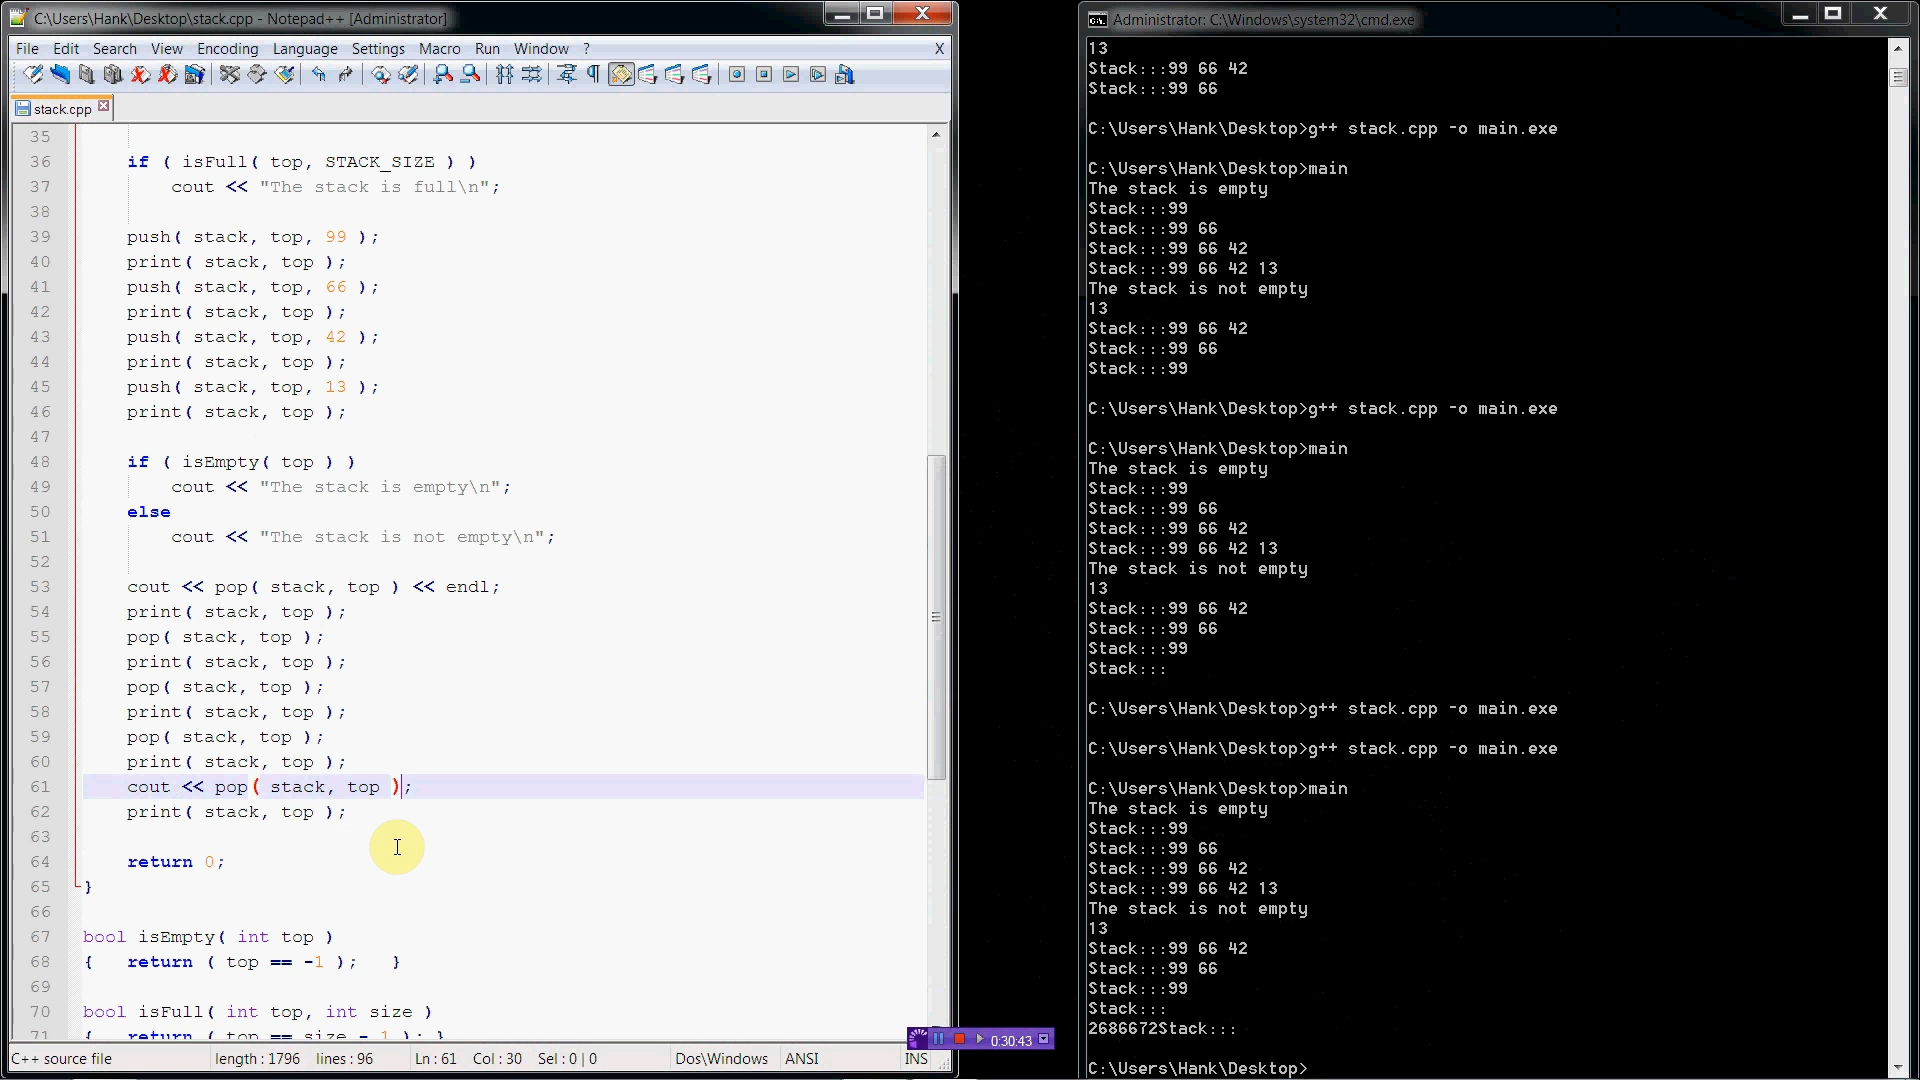 C:\Users\Hank\Desktop\stack.cpp - Notepad++ [Administrator]
File Edit Search View Encoding Language Settings Macro Run Window ? X
stack.cpp
35
36 if ( isFull( top, STACK_SIZE ) )
37 cout << "The stack is full\n";
38
39 push( stack, top, 99 );
40 print( stack, top );
41 push( stack, top, 66 );
42 print( stack, top );
43 push( stack, top, 42 );
44 print( stack, top );
45 push( stack, top, 13 );
46 print( stack, top );
47
48 if ( isEmpty( top ) )
49 cout << "The stack is empty\n";
50 else
51 cout << "The stack is not empty\n";
52
53 cout << pop( stack, top ) << endl;
54 print( stack, top );
55 pop( stack, top );
56 print( stack, top );
57 pop( stack, top );
58 print( stack, top );
59 pop( stack, top );
60 print( stack, top );
61 cout << pop( stack, top );
62 print( stack, top );
63
64 return 0;
65 }
66
67 bool isEmpty( int top )
68 { return ( top == -1 ); }
69
70 bool isFull( int top, int size )
71 { return ( top == size - 1 ); }
C++ source file length : 1796 lines : 96 Ln : 61 Col : 30 Sel : 0 | 0 Dos\Windows ANSI INS
0:30:43
Administrator: C:\Windows\system32\cmd.exe
13
Stack:::99 66 42
Stack:::99 66
C:\Users\Hank\Desktop>g++ stack.cpp -o main.exe
C:\Users\Hank\Desktop>main
The stack is empty
Stack:::99
Stack:::99 66
Stack:::99 66 42
Stack:::99 66 42 13
The stack is not empty
13
Stack:::99 66 42
Stack:::99 66
Stack:::99
C:\Users\Hank\Desktop>g++ stack.cpp -o main.exe
C:\Users\Hank\Desktop>main
The stack is empty
Stack:::99
Stack:::99 66
Stack:::99 66 42
Stack:::99 66 42 13
The stack is not empty
13
Stack:::99 66 42
Stack:::99 66
Stack:::99
Stack:::
C:\Users\Hank\Desktop>g++ stack.cpp -o main.exe
C:\Users\Hank\Desktop>g++ stack.cpp -o main.exe
C:\Users\Hank\Desktop>main
The stack is empty
Stack:::99
Stack:::99 66
Stack:::99 66 42
Stack:::99 66 42 13
The stack is not empty
13
Stack:::99 66 42
Stack:::99 66
Stack:::99
Stack:::
2686672Stack:::
C:\Users\Hank\Desktop>